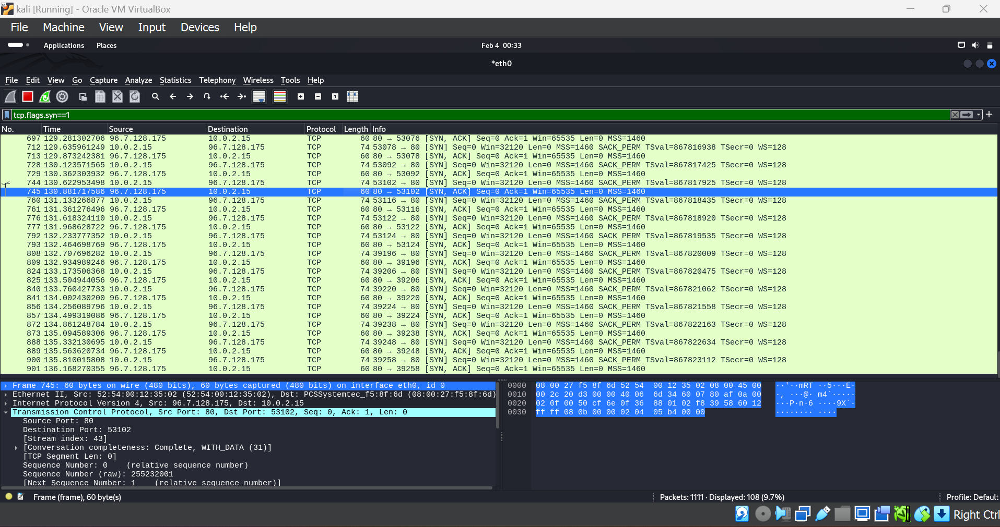 kali [Running] - Oracle VM VirtualBox
File Machine View Input Devices Help
Applications Places Feb 4 00:33
*eth0
File Edit View Go Capture Analyze Statistics Telephony Wireless Tools Help
tcp.flags.syn==1
No. Time Source Destination Protocol Length Info
697 129.281302706 96.7.128.175 10.0.2.15 TCP 60 80 → 53076 [SYN, ACK] Seq=0 Ack=1 Win=65535 Len=0 MSS=1460
712 129.635961249 10.0.2.15 96.7.128.175 TCP 74 53078 → 80 [SYN] Seq=0 Win=32120 Len=0 MSS=1460 SACK_PERM TSval=867816938 TSecr=0 WS=128
713 129.873242381 96.7.128.175 10.0.2.15 TCP 60 80 → 53078 [SYN, ACK] Seq=0 Ack=1 Win=65535 Len=0 MSS=1460
728 130.123571565 10.0.2.15 96.7.128.175 TCP 74 53092 → 80 [SYN] Seq=0 Win=32120 Len=0 MSS=1460 SACK_PERM TSval=867817425 TSecr=0 WS=128
729 130.362303932 96.7.128.175 10.0.2.15 TCP 60 80 → 53092 [SYN, ACK] Seq=0 Ack=1 Win=65535 Len=0 MSS=1460
744 130.622953498 10.0.2.15 96.7.128.175 TCP 74 53102 → 80 [SYN] Seq=0 Win=32120 Len=0 MSS=1460 SACK_PERM TSval=867817925 TSecr=0 WS=128
745 130.881717586 96.7.128.175 10.0.2.15 TCP 60 80 → 53102 [SYN, ACK] Seq=0 Ack=1 Win=65535 Len=0 MSS=1460
760 131.133266877 10.0.2.15 96.7.128.175 TCP 74 53116 → 80 [SYN] Seq=0 Win=32120 Len=0 MSS=1460 SACK_PERM TSval=867818435 TSecr=0 WS=128
761 131.361276496 96.7.128.175 10.0.2.15 TCP 60 80 → 53116 [SYN, ACK] Seq=0 Ack=1 Win=65535 Len=0 MSS=1460
776 131.618324110 10.0.2.15 96.7.128.175 TCP 74 53122 → 80 [SYN] Seq=0 Win=32120 Len=0 MSS=1460 SACK_PERM TSval=867818920 TSecr=0 WS=128
777 131.968628722 96.7.128.175 10.0.2.15 TCP 60 80 → 53122 [SYN, ACK] Seq=0 Ack=1 Win=65535 Len=0 MSS=1460
792 132.233777352 10.0.2.15 96.7.128.175 TCP 74 53124 → 80 [SYN] Seq=0 Win=32120 Len=0 MSS=1460 SACK_PERM TSval=867819535 TSecr=0 WS=128
793 132.464698769 96.7.128.175 10.0.2.15 TCP 60 80 → 53124 [SYN, ACK] Seq=0 Ack=1 Win=65535 Len=0 MSS=1460
808 132.707696282 10.0.2.15 96.7.128.175 TCP 74 39196 → 80 [SYN] Seq=0 Win=32120 Len=0 MSS=1460 SACK_PERM TSval=867820009 TSecr=0 WS=128
809 132.934989246 96.7.128.175 10.0.2.15 TCP 60 80 → 39196 [SYN, ACK] Seq=0 Ack=1 Win=65535 Len=0 MSS=1460
824 133.173506368 10.0.2.15 96.7.128.175 TCP 74 39206 → 80 [SYN] Seq=0 Win=32120 Len=0 MSS=1460 SACK_PERM TSval=867820475 TSecr=0 WS=128
825 133.504944056 96.7.128.175 10.0.2.15 TCP 60 80 → 39206 [SYN, ACK] Seq=0 Ack=1 Win=65535 Len=0 MSS=1460
840 133.760427733 10.0.2.15 96.7.128.175 TCP 74 39220 → 80 [SYN] Seq=0 Win=32120 Len=0 MSS=1460 SACK_PERM TSval=867821062 TSecr=0 WS=128
841 134.002430200 96.7.128.175 10.0.2.15 TCP 60 80 → 39220 [SYN, ACK] Seq=0 Ack=1 Win=65535 Len=0 MSS=1460
856 134.256089796 10.0.2.15 96.7.128.175 TCP 74 39224 → 80 [SYN] Seq=0 Win=32120 Len=0 MSS=1460 SACK_PERM TSval=867821558 TSecr=0 WS=128
857 134.499319086 96.7.128.175 10.0.2.15 TCP 60 80 → 39224 [SYN, ACK] Seq=0 Ack=1 Win=65535 Len=0 MSS=1460
872 134.861248784 10.0.2.15 96.7.128.175 TCP 74 39238 → 80 [SYN] Seq=0 Win=32120 Len=0 MSS=1460 SACK_PERM TSval=867822163 TSecr=0 WS=128
873 135.094589306 96.7.128.175 10.0.2.15 TCP 60 80 → 39238 [SYN, ACK] Seq=0 Ack=1 Win=65535 Len=0 MSS=1460
888 135.332130695 10.0.2.15 96.7.128.175 TCP 74 39248 → 80 [SYN] Seq=0 Win=32120 Len=0 MSS=1460 SACK_PERM TSval=867822634 TSecr=0 WS=128
889 135.563620734 96.7.128.175 10.0.2.15 TCP 60 80 → 39248 [SYN, ACK] Seq=0 Ack=1 Win=65535 Len=0 MSS=1460
900 135.810015808 10.0.2.15 96.7.128.175 TCP 74 39258 → 80 [SYN] Seq=0 Win=32120 Len=0 MSS=1460 SACK_PERM TSval=867823112 TSecr=0 WS=128
901 136.168270355 96.7.128.175 10.0.2.15 TCP 60 80 → 39258 [SYN, ACK] Seq=0 Ack=1 Win=65535 Len=0 MSS=1460
Frame 745: 60 bytes on wire (480 bits), 60 bytes captured (480 bits) on interface eth0, id 0
Ethernet II, Src: 52:54:00:12:35:02 (52:54:00:12:35:02), Dst: PCSSystemtec_f5:8f:6d (08:00:27:f5:8f:6d)
Internet Protocol Version 4, Src: 96.7.128.175, Dst: 10.0.2.15
Transmission Control Protocol, Src Port: 80, Dst Port: 53102, Seq: 0, Ack: 1, Len: 0
Source Port: 80
Destination Port: 53102
[Stream index: 43]
[Conversation completeness: Complete, WITH_DATA (31)]
[TCP Segment Len: 0]
Sequence Number: 0 (relative sequence number)
Sequence Number (raw): 255232001
[Next Sequence Number: 1 (relative sequence number)]
0000 08 00 27 f5 8f 6d 52 54 00 12 35 02 08 00 45 00 ··'··mRT ··5···E·
0010 00 2c 20 d3 00 00 40 06 6d 34 60 07 80 af 0a 00 ·, ···@· m4`·····
0020 02 0f 00 50 cf 6e 0f 36 88 01 02 f8 39 58 60 12 ···P·n·6 ····9X`·
0030 ff ff 08 0b 00 00 02 04 05 b4 00 00 ········ ····
Frame (frame), 60 byte(s) Packets: 1111 · Displayed: 108 (9.7%) Profile: Default
Right Ctrl